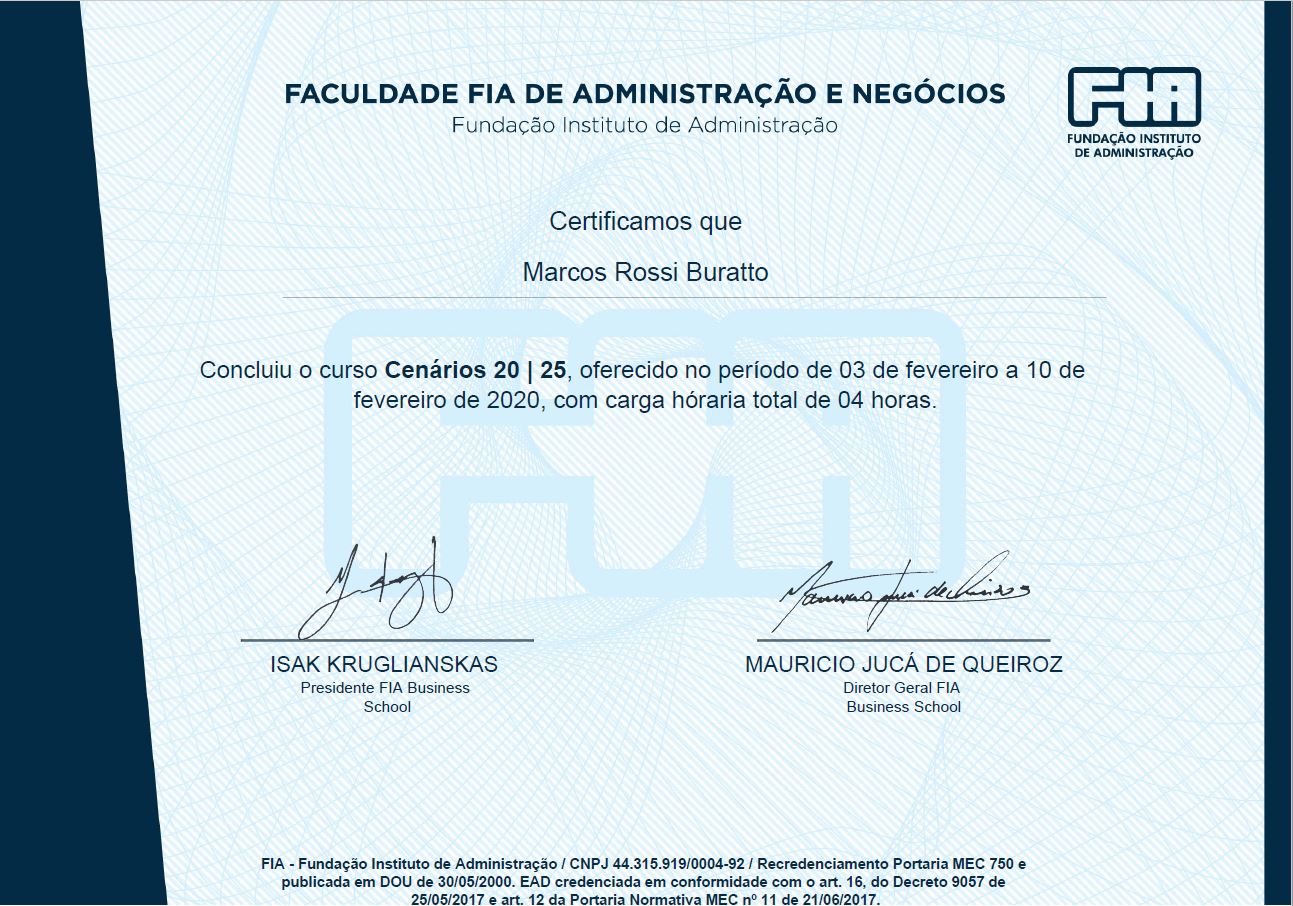 FACULDADE FIA DE ADMINISTRAÇÃO E NEGÓCIOS
Fundação Instituto de Administração
FIA
FUNDAÇÃO INSTITUTO
DE ADMINISTRAÇÃO
Certificamos que
Marcos Rossi Buratto
Concluiu o curso Cenários 20 | 25, oferecido no período de 03 de fevereiro a 10 de
fevereiro de 2020, com carga hóraria total de 04 horas.
ISAK KRUGLIANSKAS
Presidente FIA Business
School
MAURICIO JUCÁ DE QUEIROZ
Diretor Geral FIA
Business School
FIA - Fundação Instituto de Administração / CNPJ 44.315.919/0004-92 / Recredenciamento Portaria MEC 750 e
publicada em DOU de 30/05/2000. EAD credenciada em conformidade com o art. 16, do Decreto 9057 de
25/05/2017 e art. 12 da Portaria Normativa MEC nº 11 de 21/06/2017.